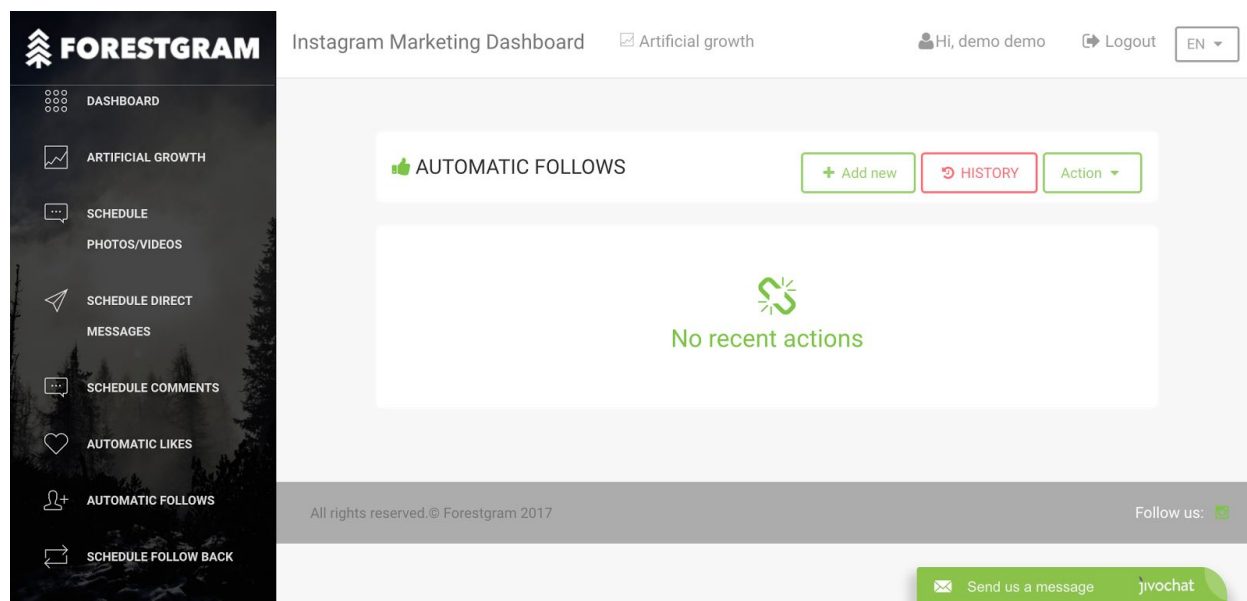 FORESTGRAM
Instagram Marketing Dashboard
Artificial growth
Hi, demo demo
Logout
EN
DASHBOARD
ARTIFICIAL GROWTH
SCHEDULE
PHOTOS/VIDEOS
SCHEDULE DIRECT
MESSAGES
SCHEDULE COMMENTS
AUTOMATIC LIKES
AUTOMATIC FOLLOWS
SCHEDULE FOLLOW BACK
AUTOMATIC FOLLOWS
Add new
HISTORY
Action
No recent actions
All rights reserved.© Forestgram 2017
Follow us:
Send us a message
jivochat